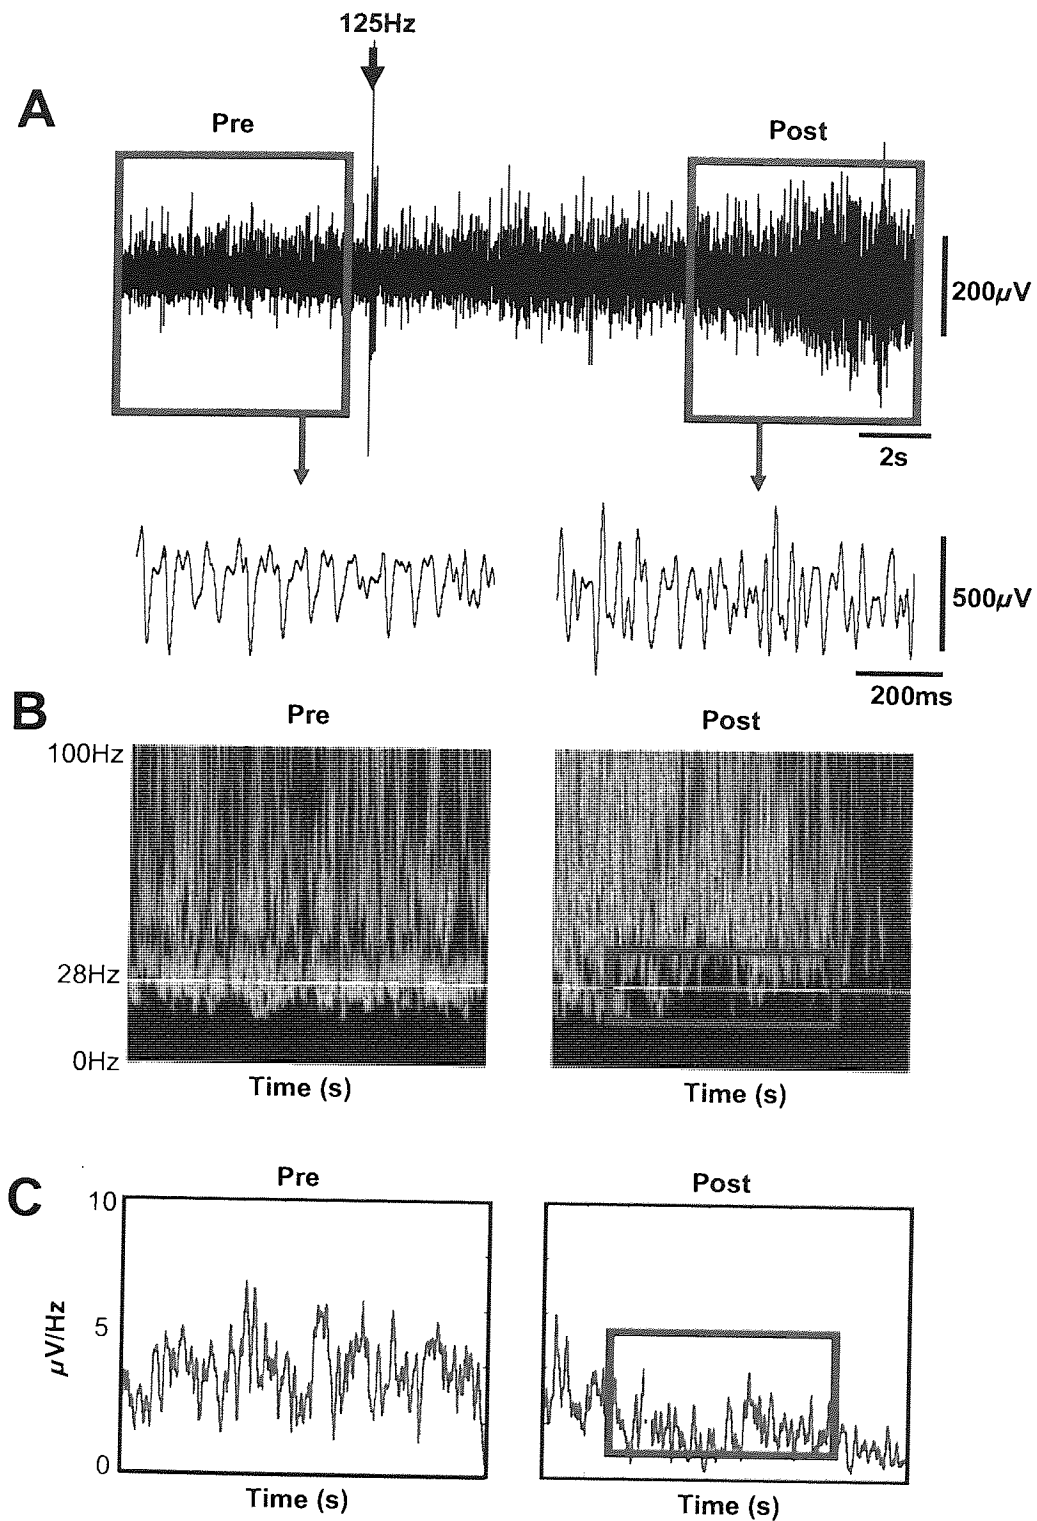 125Hz
A
Pre
Post
200µV
2s
500µV
200ms
B
Pre
Post
100Hz
28Hz
0Hz
Time (s)
Time (s)
C
Pre
Post
10
5
0
µV/Hz
Time (s)
Time (s)